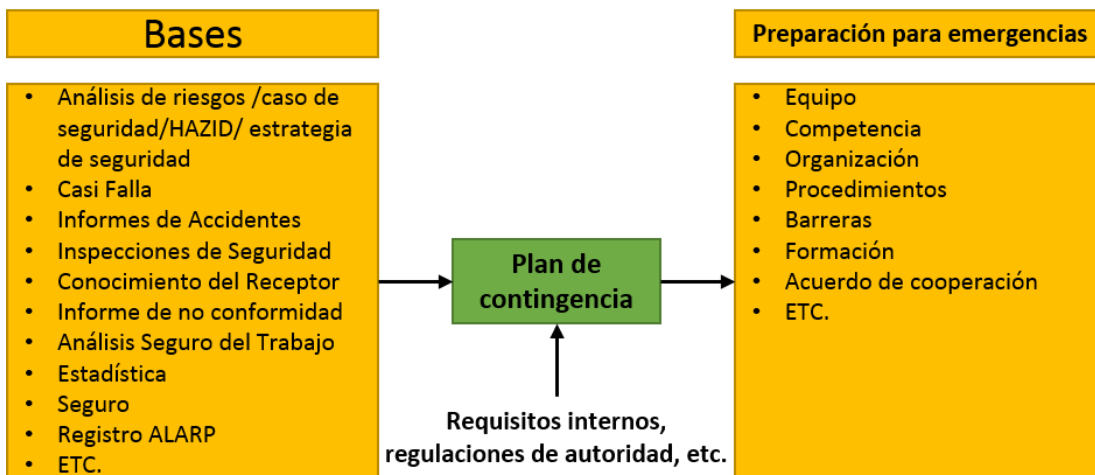 Bases
• Análisis de riesgos /caso de
seguridad/HAZID/ estrategia
de seguridad
• Casi Falla
• Informes de Accidentes
• Inspecciones de Seguridad
• Conocimiento del Receptor
• Informe de no conformidad
• Análisis Seguro del Trabajo
• Estadística
• Seguro
• Registro ALARP
• ETC.
Plan de
contingencia
Requisitos internos,
regulaciones de autoridad, etc.
Preparación para emergencias
• Equipo
• Competencia
• Organización
• Procedimientos
• Barreras
• Formación
• Acuerdo de cooperación
• ETC.